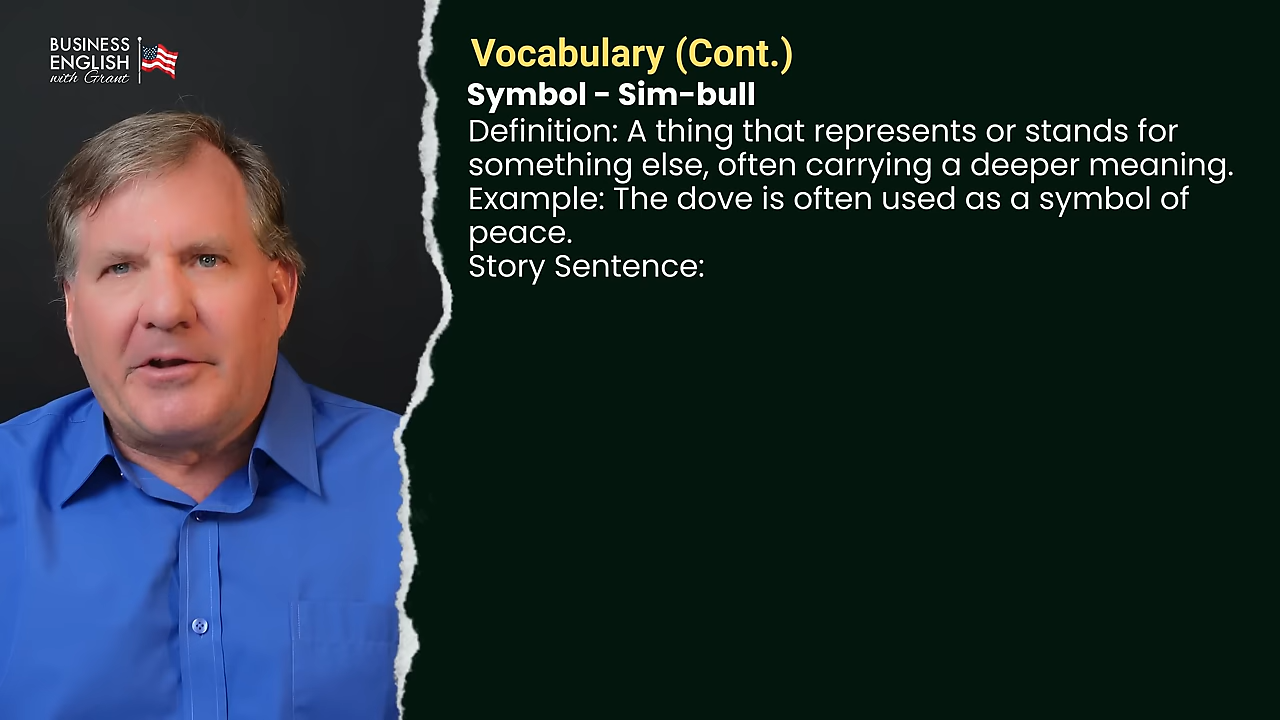 BUSINESS
ENGLISH
with Grant
Vocabulary (Cont.)
Symbol - Sim-bull
Definition: A thing that represents or stands for
something else, often carrying a deeper meaning.
Example: The dove is often used as a symbol of
peace.
Story Sentence: